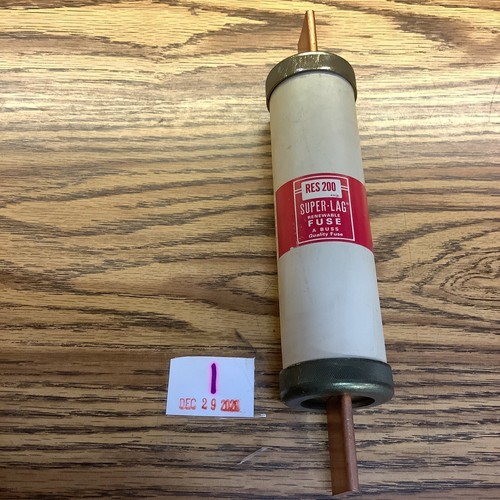 RES 200
SUPER-LAG
RENEWABLE
FUSE
A BUSS
Quality Fuse
1
DEC 29